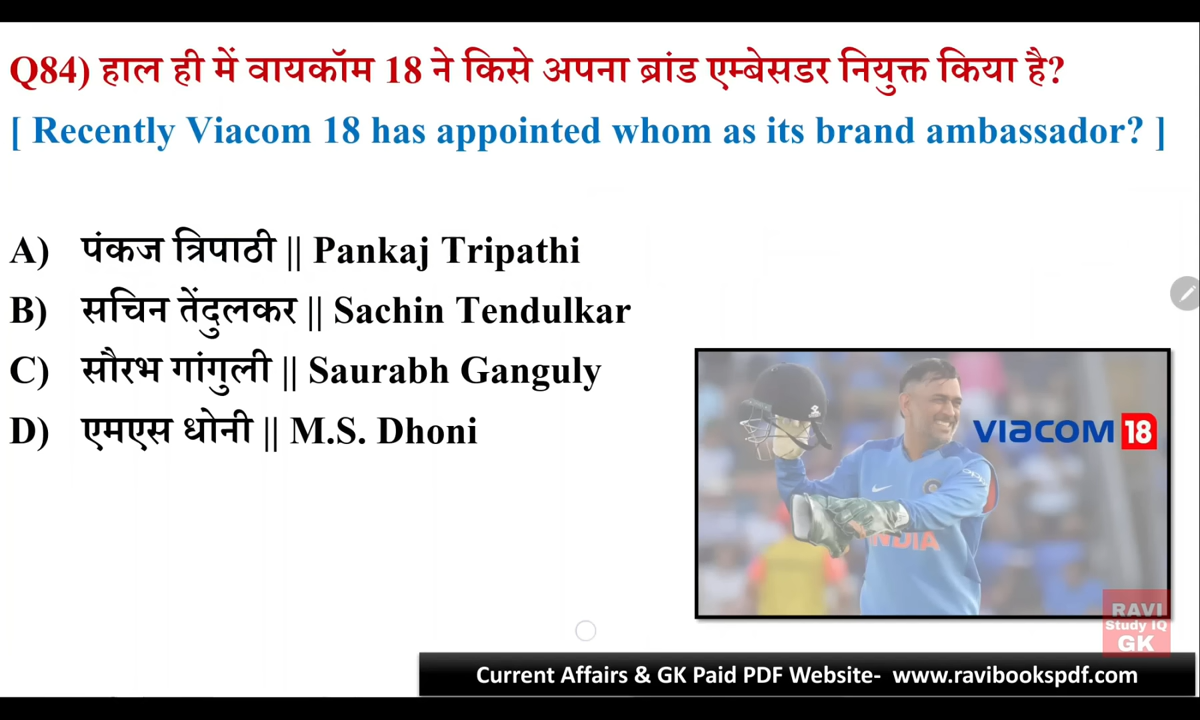 Q84) हाल ही में वायकॉम 18 ने किसे अपना ब्रांड एम्बेसडर नियुक्त किया है?
[ Recently Viacom 18 has appointed whom as its brand ambassador? ]
A) पंकज त्रिपाठी || Pankaj Tripathi
B) सचिन तेंदुलकर || Sachin Tendulkar
C) सौरभ गांगुली || Saurabh Ganguly
D) एमएस धोनी || M.S. Dhoni
VIACOM 18
oppo
INDIA
RAVI
Study IQ
GK
Current Affairs & GK Paid PDF Website- www.ravibookspdf.com